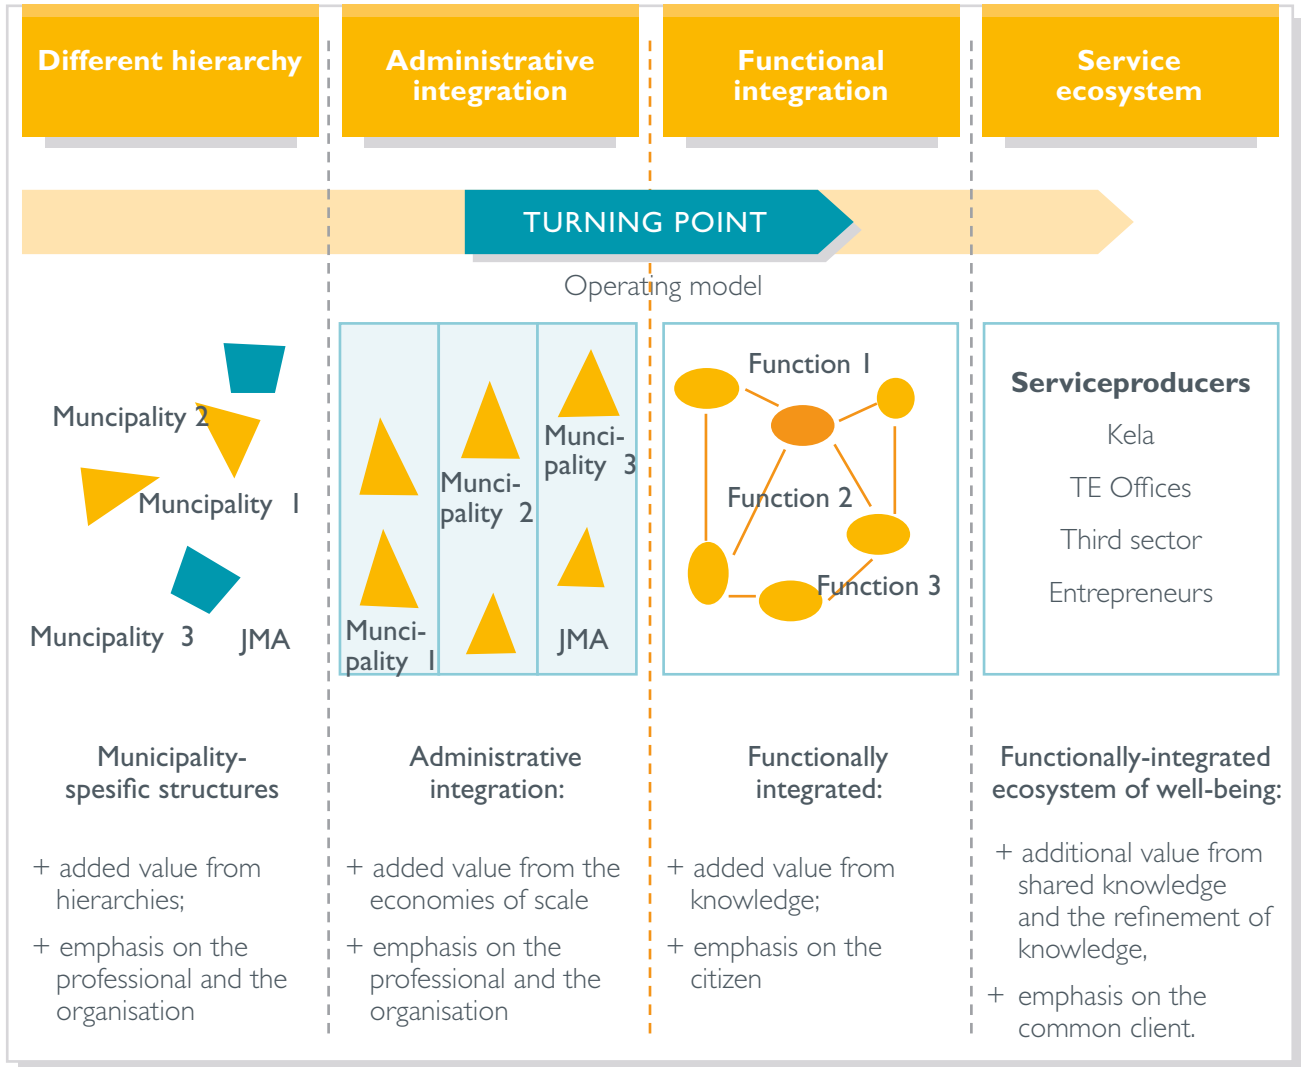 Different hierarchy
Administrative
integration
Functional
integration
Service
ecosystem
TURNING POINT
Operating model
Muncipality 2
Muncipality 1
Muncipality 3
JMA
Munci-
pality 1
Munci-
pality 2
Munci-
pality 3
JMA
Function 1
Function 2
Function 3
Serviceproducers
Kela
TE Offices
Third sector
Entrepreneurs
Municipality-
spesific structures
+ added value from
hierarchies;
+ emphasis on the
professional and the
organisation
Administrative
integration:
+ added value from the
economies of scale
+ emphasis on the
professional and the
organisation
Functionally
integrated:
+ added value from
knowledge;
+ emphasis on the
citizen
Functionally-integrated
ecosystem of well-being:
+ additional value from
shared knowledge
and the refinement of
knowledge,
+ emphasis on the
common client.